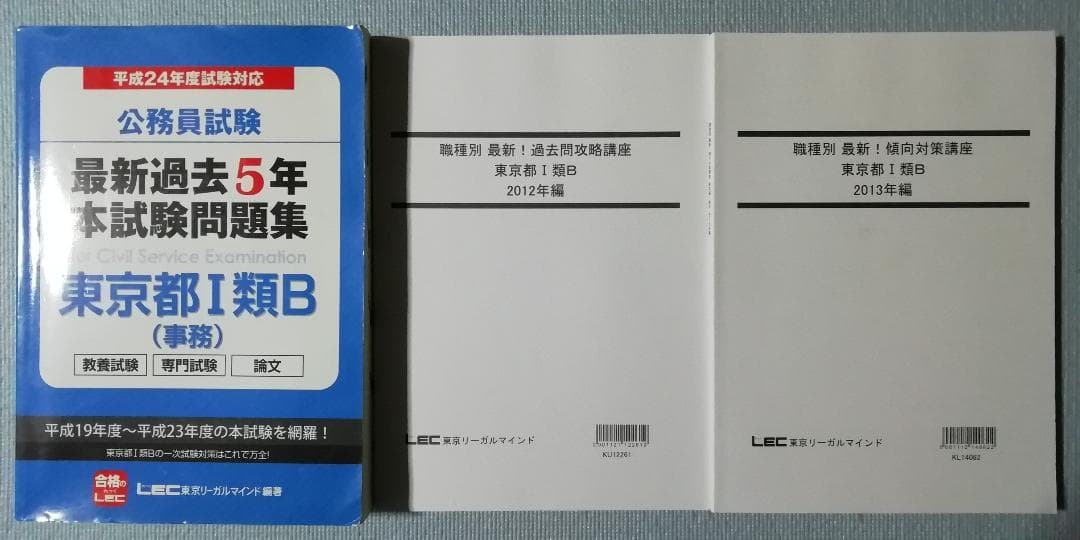 平成24年度試験対応
公務員試験
最新過去5年
本試験問題集
for Civil Service Examination
東京都Ⅰ類B
(事務)
教養試験 専門試験 論文
平成19年度~平成23年度の本試験を網羅!
東京都Ⅰ類Bの一次試験対策はこれで万全!
合格の
LEC
LEC東京リーガルマインド 編著
職種別 最新!過去問攻略講座
東京都Ⅰ類B
2012年編
LEC東京リーガルマインド
KU12261
職種別 最新!傾向対策講座
東京都Ⅰ類B
2013年編
LEC東京リーガルマインド
KL14062